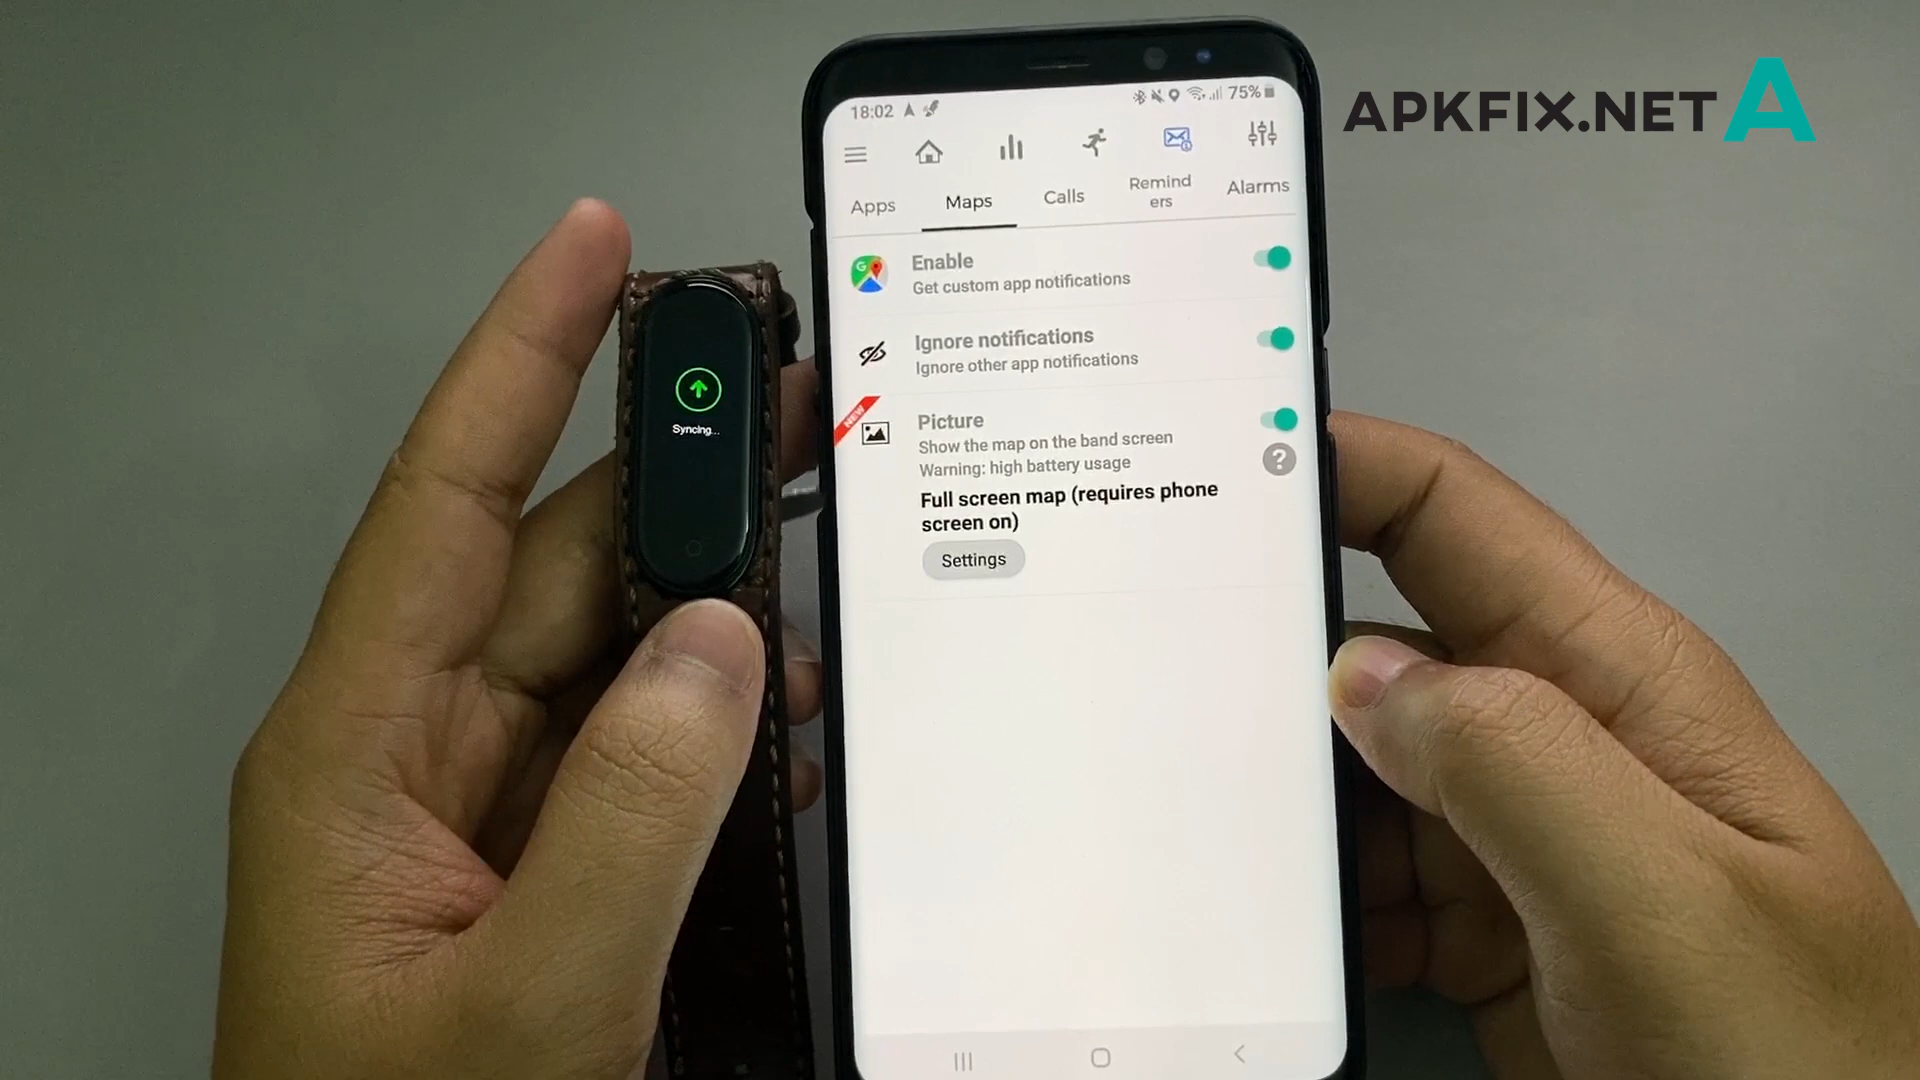 APKFIX.NET A
18:02
75%
Apps
Maps
Calls
Remind
ers
Alarms
Enable
Get custom app notifications
Ignore notifications
Ignore other app notifications
NEW
Picture
Show the map on the band screen
Warning: high battery usage
?
Full screen map (requires phone
screen on)
Settings
Syncing...